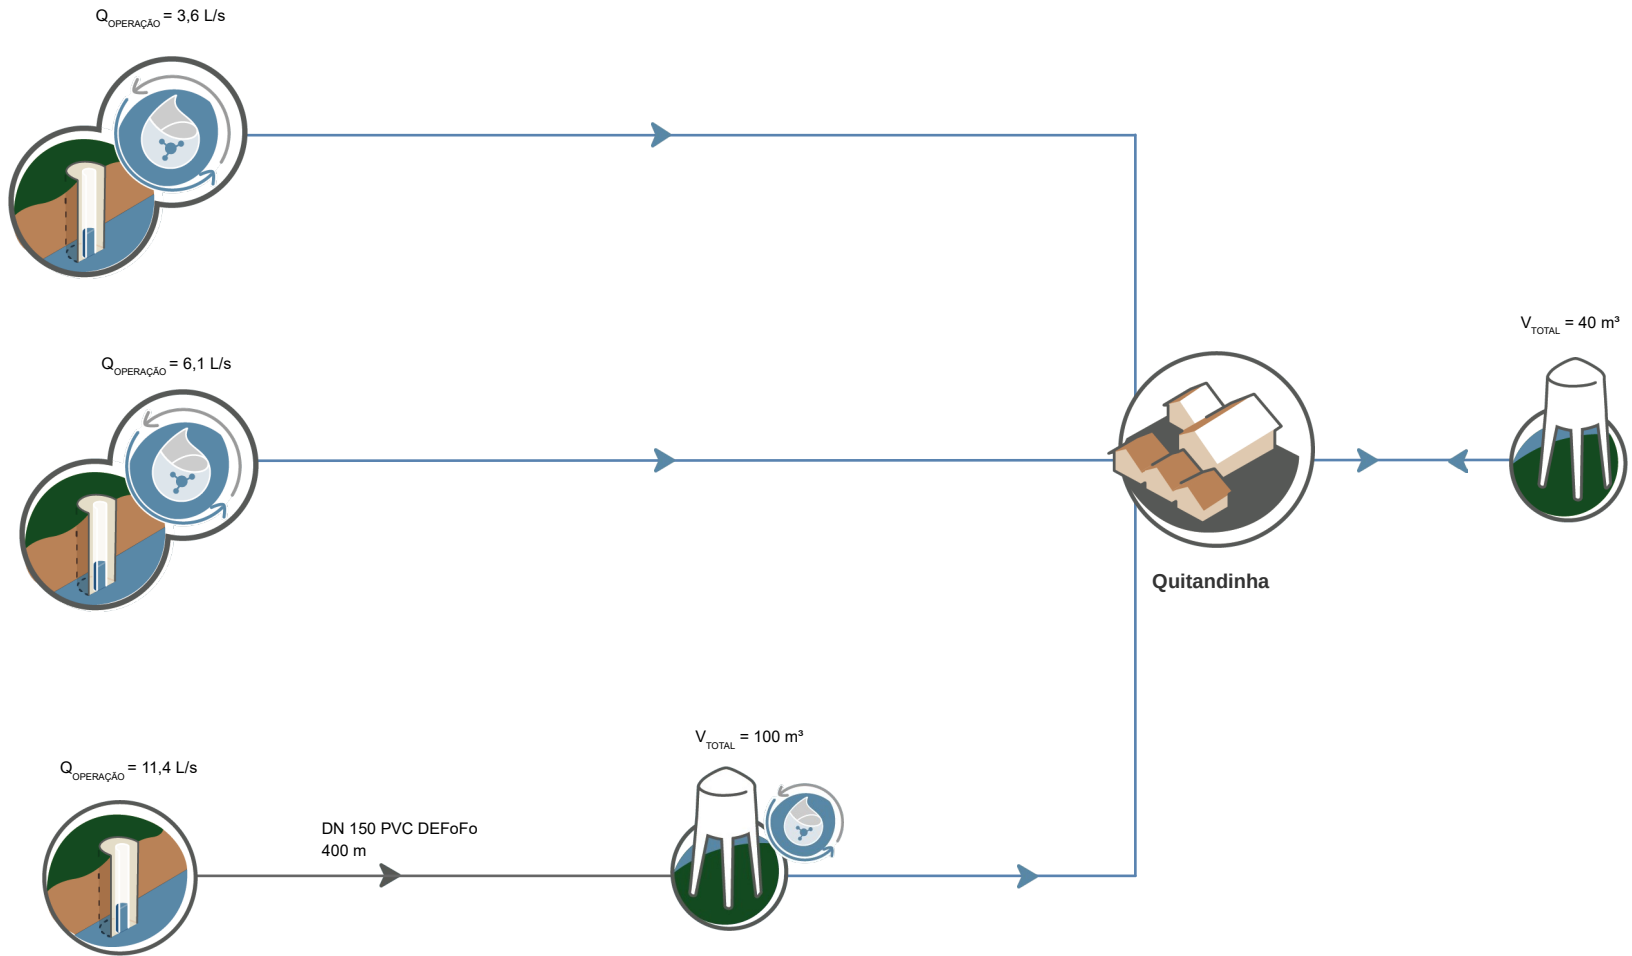 QOPERAÇÃO = 3,6 L/s
VTOTAL = 40 m³
QOPERAÇÃO = 6,1 L/s
Quitandinha
VTOTAL = 100 m³
QOPERAÇÃO = 11,4 L/s
DN 150 PVC DEFoFo
400 m